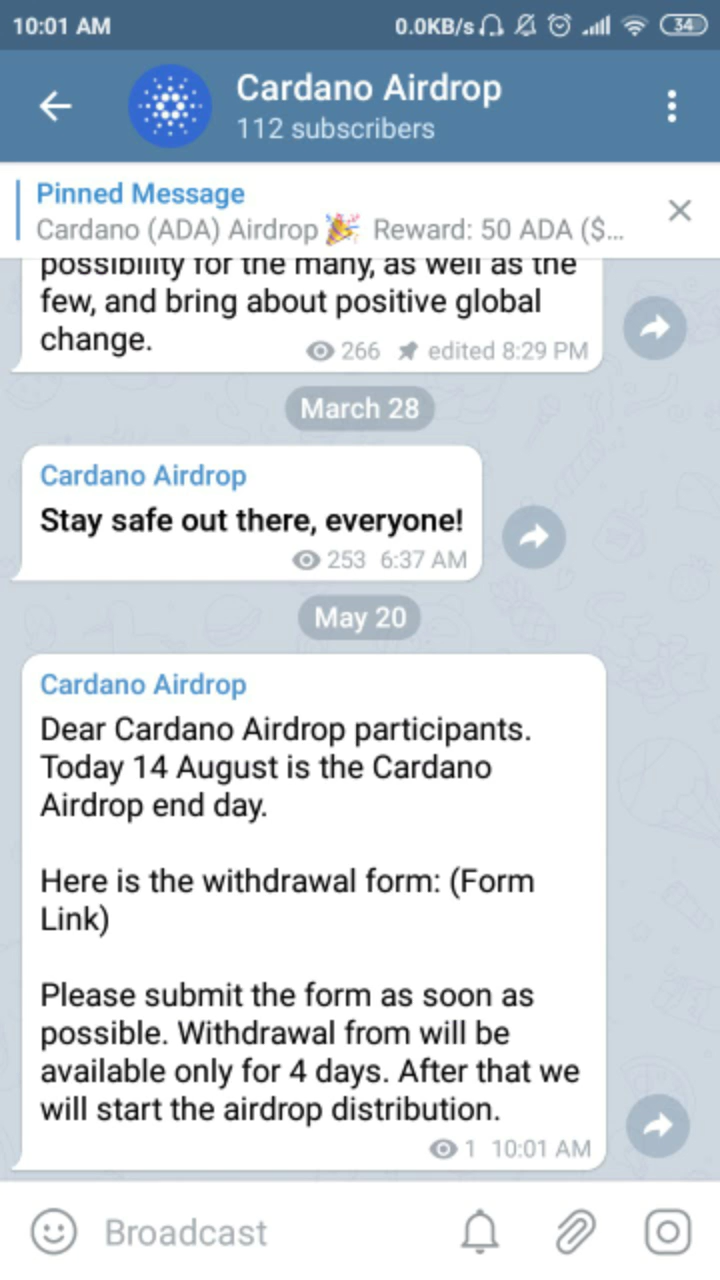 10:01 AM
0.0KB/s
34
Cardano Airdrop
112 subscribers
Pinned Message
Cardano (ADA) Airdrop🎉 Reward: 50 ADA ($...
possibility for the many, as well as the
few, and bring about positive global
change.
266 edited 8:29 PM
March 28
Cardano Airdrop
Stay safe out there, everyone!
253 6:37 AM
May 20
Cardano Airdrop
Dear Cardano Airdrop participants.
Today 14 August is the Cardano
Airdrop end day.
Here is the withdrawal form: (Form
Link)
Please submit the form as soon as
possible. Withdrawal from will be
available only for 4 days. After that we
will start the airdrop distribution.
1 10:01 AM
Broadcast